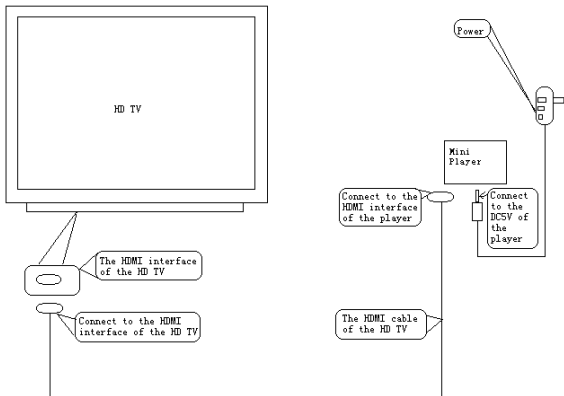 HD TV
The HDMI interface
of the HD TV
Connect to the HDMI
interface of the HD TV
Power
Mini
Player
Connect to the
HDMI interface
of the player
Connect
to the
DC5V of
the
player
The HDMI cable
of the HD TV